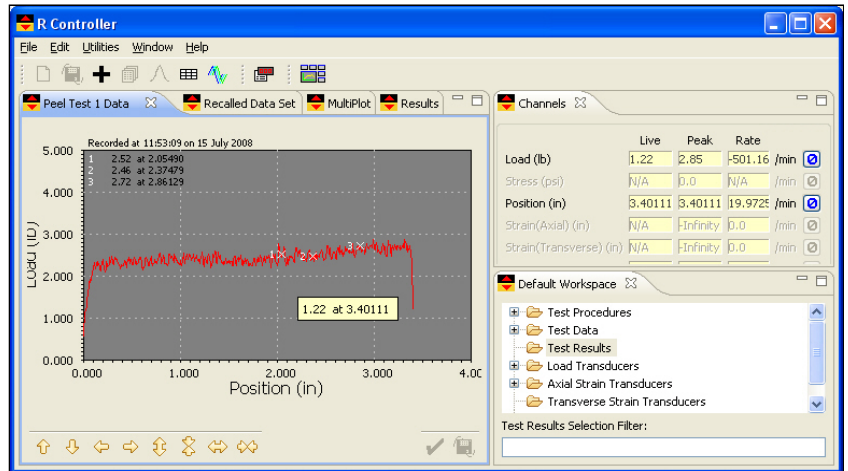 R Controller
File Edit Utilities Window Help
Peel Test 1 Data Recalled Data Set MultiPlot Results
Recorded at 11:53:09 on 15 July 2008
1 2.52 at 2.05490
2 2.46 at 2.37479
3 2.72 at 2.86129
5.000
4.000
3.000
2.000
1.000
0.000
Load (lb)
1 2 3
1.22 at 3.40111
0.000 1.000 2.000 3.000 4.00
Position (in)
Channels
Live Peak Rate
Load (lb) 1.22 2.85 -501.16 /min
Stress (psi) N/A 0.0 N/A /min
Position (in) 3.40111 3.40111 19.9725 /min
Strain(Axial) (in) N/A -Infinity 0.0 /min
Strain(Transverse) (in) N/A -Infinity 0.0 /min
Default Workspace
Test Procedures
Test Data
Test Results
Load Transducers
Axial Strain Transducers
Transverse Strain Transducers
Test Results Selection Filter: